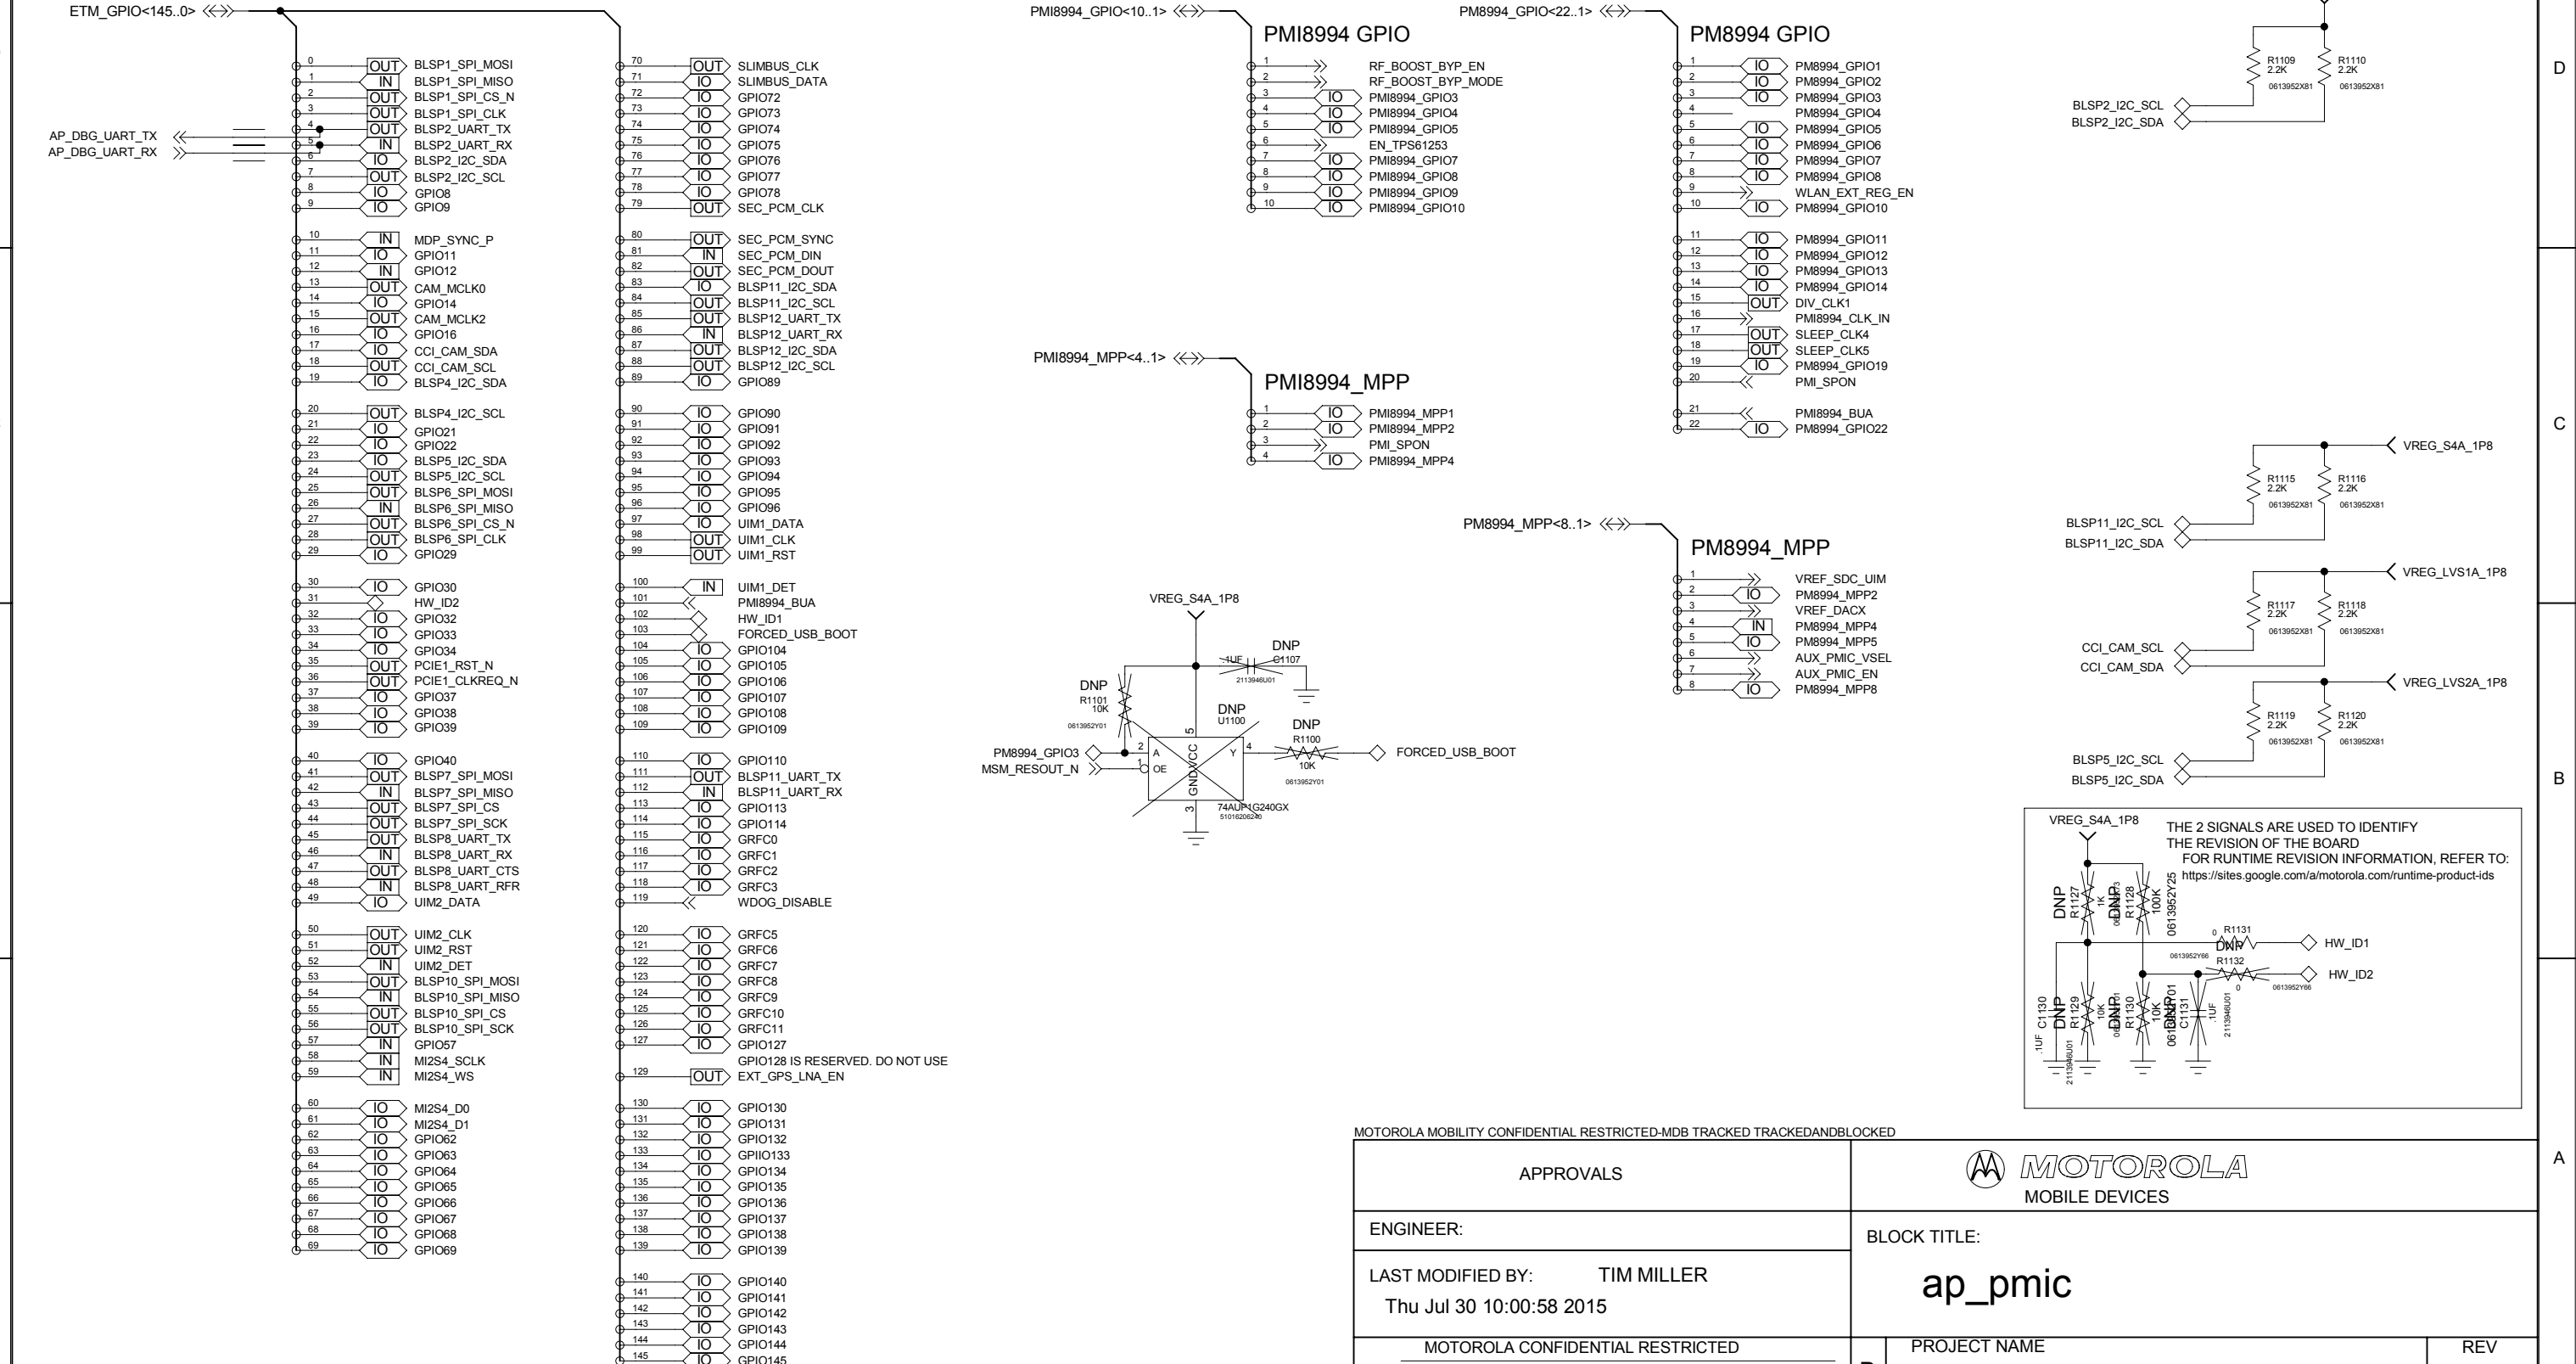 ETM_GPIO<145..0>
0 OUT BLSP1_SPI_MOSI
1 IN BLSP1_SPI_MISO
2 OUT BLSP1_SPI_CS_N
3 OUT BLSP1_SPI_CLK
AP_DBG_UART_TX 4 OUT BLSP2_UART_TX
AP_DBG_UART_RX 5 IN BLSP2_UART_RX
6 IO BLSP2_I2C_SDA
7 OUT BLSP2_I2C_SCL
8 IO GPIO8
9 IO GPIO9
10 IN MDP_SYNC_P
11 IO GPIO11
12 IN GPIO12
13 OUT CAM_MCLK0
14 IO GPIO14
15 OUT CAM_MCLK2
16 IO GPIO16
17 IO CCI_CAM_SDA
18 OUT CCI_CAM_SCL
19 IO BLSP4_I2C_SDA
20 OUT BLSP4_I2C_SCL
21 IO GPIO21
22 IO GPIO22
23 IO BLSP5_I2C_SDA
24 OUT BLSP5_I2C_SCL
25 OUT BLSP6_SPI_MOSI
26 IN BLSP6_SPI_MISO
27 OUT BLSP6_SPI_CS_N
28 OUT BLSP6_SPI_CLK
29 IO GPIO29
30 IO GPIO30
31 HW_ID2
32 IO GPIO32
33 IO GPIO33
34 IO GPIO34
35 OUT PCIE1_RST_N
36 OUT PCIE1_CLKREQ_N
37 IO GPIO37
38 IO GPIO38
39 IO GPIO39
40 IO GPIO40
41 OUT BLSP7_SPI_MOSI
42 IN BLSP7_SPI_MISO
43 OUT BLSP7_SPI_CS
44 OUT BLSP7_SPI_SCK
45 OUT BLSP8_UART_TX
46 IN BLSP8_UART_RX
47 OUT BLSP8_UART_CTS
48 IN BLSP8_UART_RFR
49 IO UIM2_DATA
50 OUT UIM2_CLK
51 OUT UIM2_RST
52 IN UIM2_DET
53 OUT BLSP10_SPI_MOSI
54 IN BLSP10_SPI_MISO
55 OUT BLSP10_SPI_CS
56 OUT BLSP10_SPI_SCK
57 IN GPIO57
58 IN MI2S4_SCLK
59 IN MI2S4_WS
60 IO MI2S4_D0
61 IO MI2S4_D1
62 IO GPIO62
63 IO GPIO63
64 IO GPIO64
65 IO GPIO65
66 IO GPIO66
67 IO GPIO67
68 IO GPIO68
69 IO GPIO69
70 OUT SLIMBUS_CLK
71 IO SLIMBUS_DATA
72 IO GPIO72
73 IO GPIO73
74 IO GPIO74
75 IO GPIO75
76 IO GPIO76
77 IO GPIO77
78 IO GPIO78
79 OUT SEC_PCM_CLK
80 OUT SEC_PCM_SYNC
81 IN SEC_PCM_DIN
82 OUT SEC_PCM_DOUT
83 IO BLSP11_I2C_SDA
84 OUT BLSP11_I2C_SCL
85 OUT BLSP12_UART_TX
86 IN BLSP12_UART_RX
87 OUT BLSP12_I2C_SDA
88 OUT BLSP12_I2C_SCL
89 IO GPIO89
90 IO GPIO90
91 IO GPIO91
92 IO GPIO92
93 IO GPIO93
94 IO GPIO94
95 IO GPIO95
96 IO GPIO96
97 IO UIM1_DATA
98 OUT UIM1_CLK
99 OUT UIM1_RST
100 IN UIM1_DET
101 PMI8994_BUA
102 HW_ID1
103 FORCED_USB_BOOT
104 IO GPIO104
105 IO GPIO105
106 IO GPIO106
107 IO GPIO107
108 IO GPIO108
109 IO GPIO109
110 IO GPIO110
111 OUT BLSP11_UART_TX
112 IN BLSP11_UART_RX
113 IO GPIO113
114 IO GPIO114
115 IO GRFC0
116 IO GRFC1
117 IO GRFC2
118 IO GRFC3
119 WDOG_DISABLE
120 IO GRFC5
121 IO GRFC6
122 IO GRFC7
123 IO GRFC8
124 IO GRFC9
125 IO GRFC10
126 IO GRFC11
127 IO GPIO127
GPIO128 IS RESERVED. DO NOT USE
129 OUT EXT_GPS_LNA_EN
130 IO GPIO130
131 IO GPIO131
132 IO GPIO132
133 IO GPIIO133
134 IO GPIO134
135 IO GPIO135
136 IO GPIO136
137 IO GPIO137
138 IO GPIO138
139 IO GPIO139
140 IO GPIO140
141 IO GPIO141
142 IO GPIO142
143 IO GPIO143
144 IO GPIO144
145 IO GPIO145
PMI8994_GPIO<10..1>
PMI8994 GPIO
1 RF_BOOST_BYP_EN
2 RF_BOOST_BYP_MODE
3 IO PMI8994_GPIO3
4 IO PMI8994_GPIO4
5 IO PMI8994_GPIO5
6 EN_TPS61253
7 IO PMI8994_GPIO7
8 IO PMI8994_GPIO8
9 IO PMI8994_GPIO9
10 IO PMI8994_GPIO10
PMI8994_MPP<4..1>
PMI8994_MPP
1 IO PMI8994_MPP1
2 IO PMI8994_MPP2
3 PMI_SPON
4 IO PMI8994_MPP4
PM8994_GPIO<22..1>
PM8994 GPIO
1 IO PM8994_GPIO1
2 IO PM8994_GPIO2
3 IO PM8994_GPIO3
4 PM8994_GPIO4
5 IO PM8994_GPIO5
6 IO PM8994_GPIO6
7 IO PM8994_GPIO7
8 IO PM8994_GPIO8
9 WLAN_EXT_REG_EN
10 IO PM8994_GPIO10
11 IO PM8994_GPIO11
12 IO PM8994_GPIO12
13 IO PM8994_GPIO13
14 IO PM8994_GPIO14
15 OUT DIV_CLK1
16 PMI8994_CLK_IN
17 OUT SLEEP_CLK4
18 OUT SLEEP_CLK5
19 IO PM8994_GPIO19
20 PMI_SPON
21 PMI8994_BUA
22 IO PM8994_GPIO22
PM8994_MPP<8..1>
PM8994_MPP
1 VREF_SDC_UIM
2 IO PM8994_MPP2
3 VREF_DACX
4 IN PM8994_MPP4
5 IO PM8994_MPP5
6 AUX_PMIC_VSEL
7 AUX_PMIC_EN
8 IO PM8994_MPP8
VREG_S4A_1P8
DNP
.1UF C1107
2113946U01
DNP
R1101
10K
0613952Y01
DNP
U1100
DNP
R1100
10K
0613952Y01
PM8994_GPIO3 2 A
MSM_RESOUT_N 1 OE
5 VCC
GND 3
Y 4
FORCED_USB_BOOT
74AUP1G240GX
51016206240
R1109
2.2K
0613952X81
R1110
2.2K
0613952X81
BLSP2_I2C_SCL
BLSP2_I2C_SDA
VREG_S4A_1P8
R1115
2.2K
0613952X81
R1116
2.2K
0613952X81
BLSP11_I2C_SCL
BLSP11_I2C_SDA
VREG_LVS1A_1P8
R1117
2.2K
0613952X81
R1118
2.2K
0613952X81
CCI_CAM_SCL
CCI_CAM_SDA
VREG_LVS2A_1P8
R1119
2.2K
0613952X81
R1120
2.2K
0613952X81
BLSP5_I2C_SCL
BLSP5_I2C_SDA
VREG_S4A_1P8
THE 2 SIGNALS ARE USED TO IDENTIFY
THE REVISION OF THE BOARD
FOR RUNTIME REVISION INFORMATION, REFER TO:
https://sites.google.com/a/motorola.com/runtime-product-ids
DNP
R1127
1K
DNP
R1128
100K
0613952Y25
0 R1131
0613952Y66
HW_ID1
DNP
R1132
0
0613952Y66
HW_ID2
.1UF C1130
2113946U01
DNP
R1129
10K
DNP
R1130
10K
0613952Y01
DNP
C1131
.1UF
2113946U01
D
C
B
A
MOTOROLA MOBILITY CONFIDENTIAL RESTRICTED-MDB TRACKED TRACKEDANDBLOCKED
APPROVALS
MOTOROLA
MOBILE DEVICES
ENGINEER:
BLOCK TITLE:
ap_pmic
LAST MODIFIED BY: TIM MILLER
Thu Jul 30 10:00:58 2015
MOTOROLA CONFIDENTIAL RESTRICTED
PROJECT NAME
REV